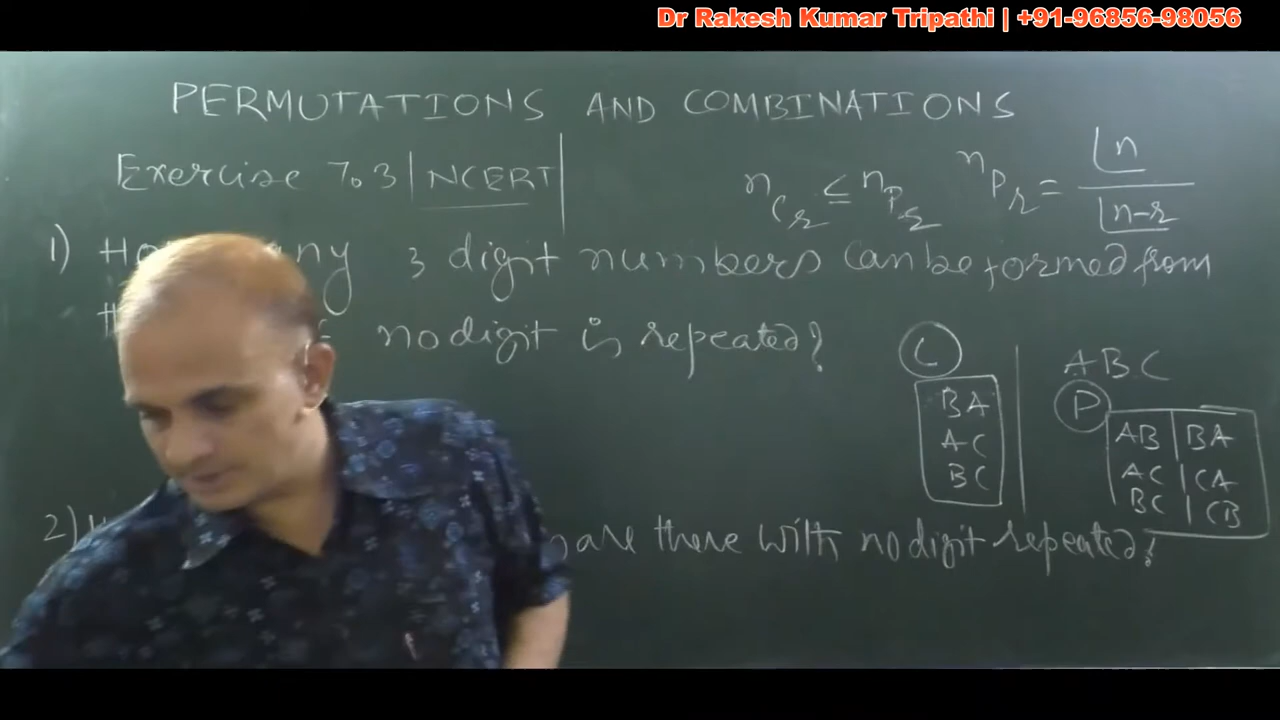 Dr Rakesh Kumar Tripathi | +91-96856-98056
PERMUTATIONS AND COMBINATIONS
Exercise 7.3 | NCERT |
nCr ≤ nPr
nPr = ⌊n / ⌊n-r
1) any 3 digit numbers can be formed from
no digit is repeated?
C
BA
AC
BC
ABC
P
AB | BA
AC | CA
BC | CB
2) are there with no digit repeated?